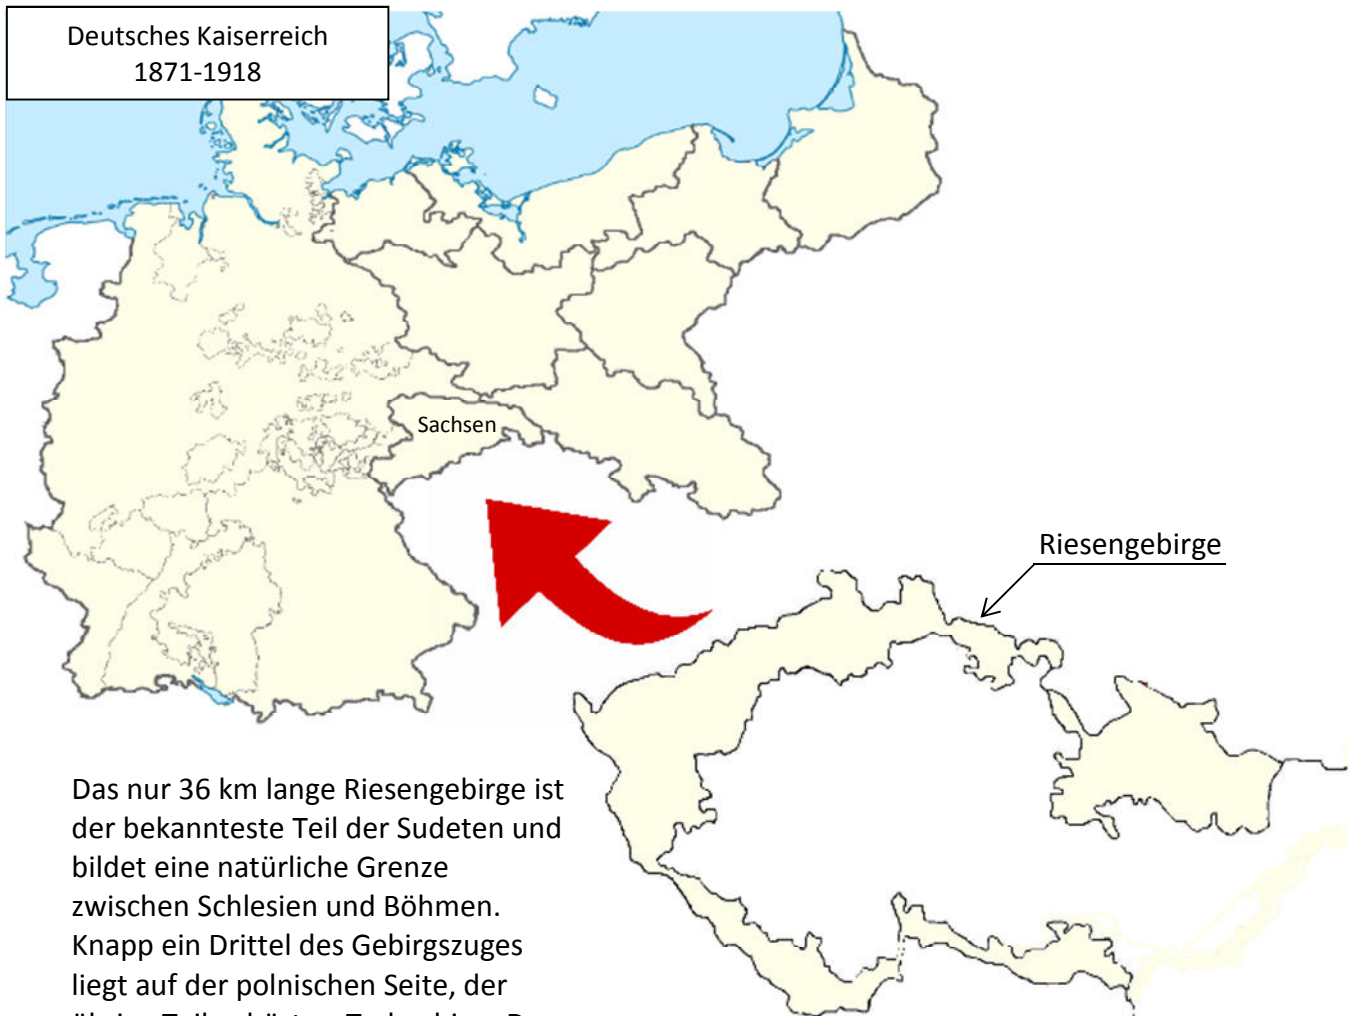 Deutsches Kaiserreich
1871-1918
Sachsen
Riesengebirge
Das nur 36 km lange Riesengebirge ist
der bekannteste Teil der Sudeten und
bildet eine natürliche Grenze
zwischen Schlesien und Böhmen.
Knapp ein Drittel des Gebirgszuges
liegt auf der polnischen Seite, der